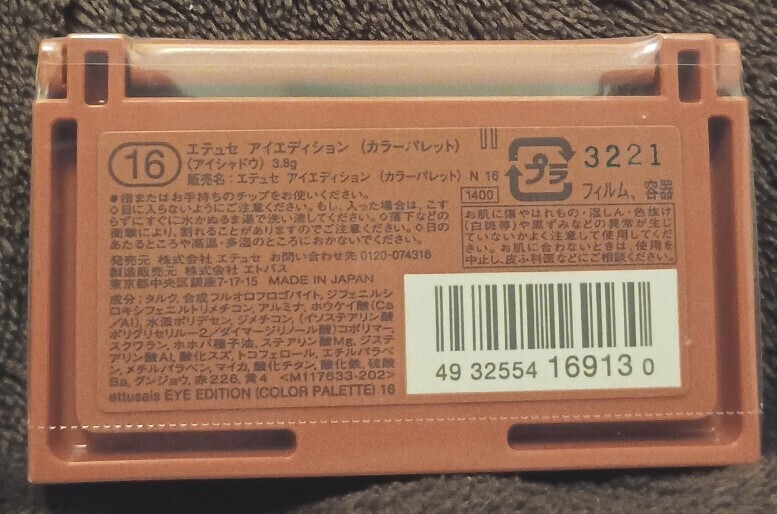 16
エテュセ アイエディション (カラーパレット)
(アイシャドウ) 3.8g
販売名:エテュセ アイエディション (カラーパレット) N 16
●指またはお手持ちのチップをお使いください。
◇目に入らないようにご注意ください。もし、入った場合は、こす
らずにすぐに水かぬるま湯で洗い流してください。◇落下などの
衝撃により、割れることがありますのでご注意ください。◇日の
あたるところや高温・多湿のところにおかないでください。
発売元 株式会社 エテュセ お問い合わせ先 0120-074316
製造販売元 株式会社 エトバス
東京都中央区銀座7-17-15 MADE IN JAPAN
成分:タルク, 合成フルオロフロゴパイト, ジフェニルシ
ロキシフェニルトリメチコン, アルミナ, ホウケイ酸(Ca
/Al), 水添ポリデセン, ジメチコン, (イソステアリン酸
ポリグリセリル-2/ダイマージリノール酸)コポリマー,
スクワラン, ホホバ種子油, ステアリン酸Mg, ジステ
アリン酸Al, 酸化スズ, トコフェロール, エチルパラベ
ン, メチルパラベン, マイカ, 酸化チタン, 酸化鉄, 硫酸
Ba, グンジョウ, 赤226, 黄4 <M117633-202>
ettusais EYE EDITION (COLOR PALETTE) 16
プラ
3221
1400
フィルム、容器
お肌に傷やはれもの・湿しん・色抜け
(白斑等)や黒ずみなどの異常が生じ
ていないかよく注意して使用してくだ
さい。お肌に合わないときは、使用を
中止し、皮ふ科医などにご相談ください。
49 32554 16913 0